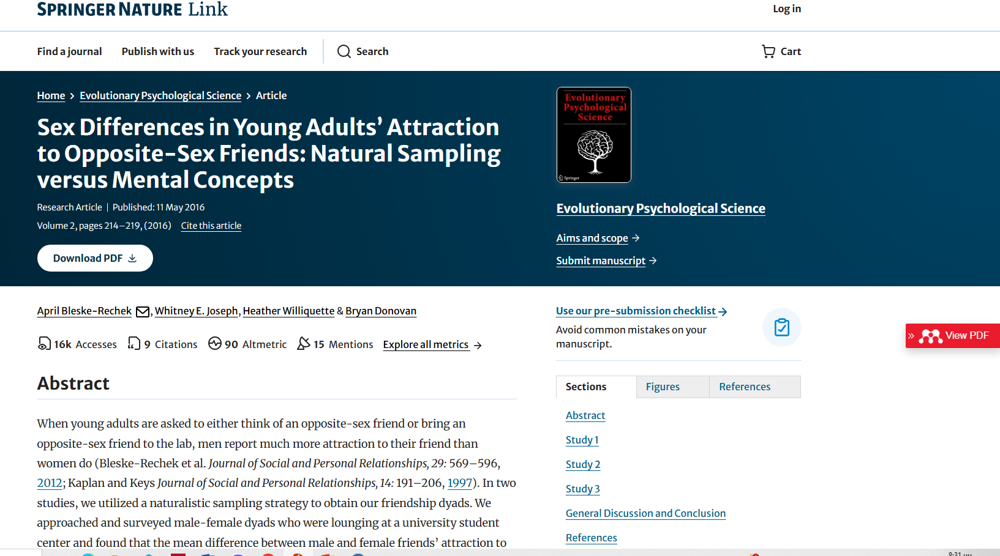 SPRINGER NATURE Link
Log in
Find a journal
Publish with us
Track your research
Search
Cart
Home > Evolutionary Psychological Science > Article
Sex Differences in Young Adults’ Attraction
to Opposite-Sex Friends: Natural Sampling
versus Mental Concepts
Research Article | Published: 11 May 2016
Volume 2, pages 214–219, (2016) Cite this article
Download PDF
Evolutionary
Psychological
Science
Springer
Evolutionary Psychological Science
Aims and scope →
Submit manuscript →
April Bleske-Rechek, Whitney E. Joseph, Heather Williquette & Bryan Donovan
16k Accesses 9 Citations 90 Altmetric 15 Mentions Explore all metrics →
Abstract
When young adults are asked to either think of an opposite-sex friend or bring an
opposite-sex friend to the lab, men report much more attraction to their friend than
women do (Bleske-Rechek et al. Journal of Social and Personal Relationships, 29: 569–596,
2012; Kaplan and Keys Journal of Social and Personal Relationships, 14: 191–206, 1997). In two
studies, we utilized a naturalistic sampling strategy to obtain our friendship dyads. We
approached and surveyed male-female dyads who were lounging at a university student
center and found that the mean difference between male and female friends’ attraction to
Use our pre-submission checklist →
Avoid common mistakes on your
manuscript.
» View PDF
Sections
Figures
References
Abstract
Study 1
Study 2
Study 3
General Discussion and Conclusion
References
8:31 μμ